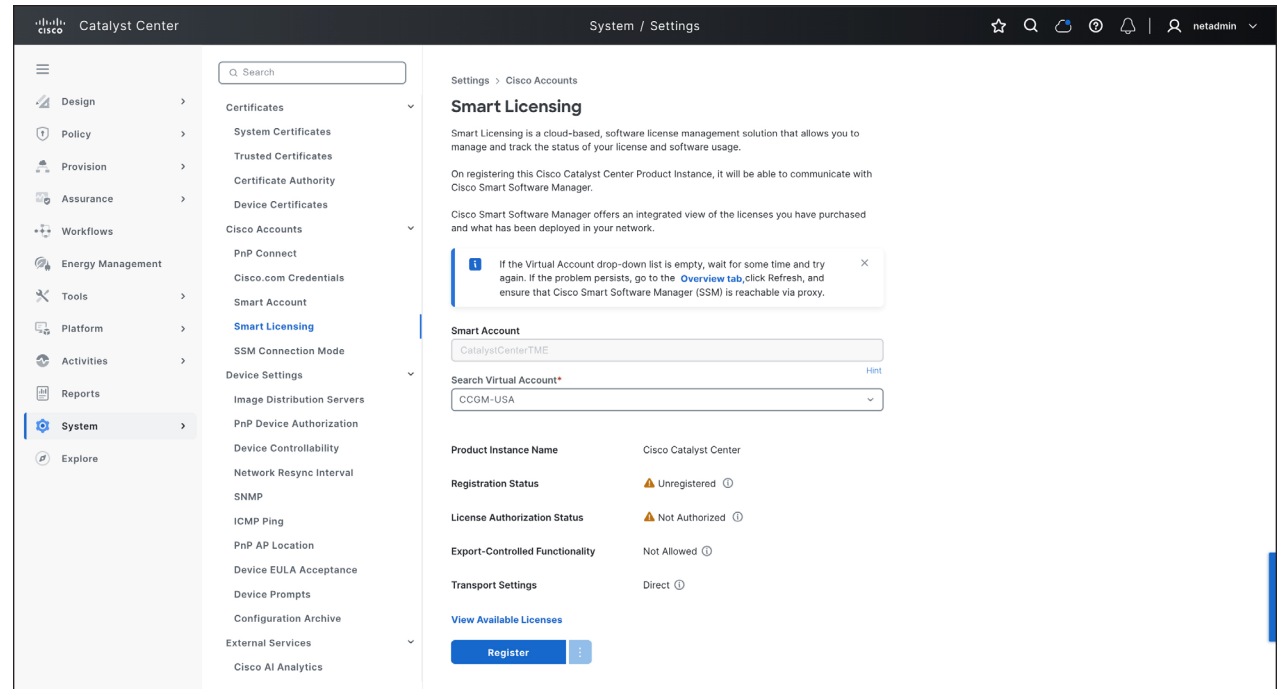 CISCO Catalyst Center
System / Settings
netadmin
Design
Policy
Provision
Assurance
Workflows
Energy Management
Tools
Platform
Activities
Reports
System
Explore
Search
Certificates
System Certificates
Trusted Certificates
Certificate Authority
Device Certificates
Cisco Accounts
PnP Connect
Cisco.com Credentials
Smart Account
Smart Licensing
SSM Connection Mode
Device Settings
Image Distribution Servers
PnP Device Authorization
Device Controllability
Network Resync Interval
SNMP
ICMP Ping
PnP AP Location
Device EULA Acceptance
Device Prompts
Configuration Archive
External Services
Cisco AI Analytics
Settings > Cisco Accounts
Smart Licensing
Smart Licensing is a cloud-based, software license management solution that allows you to
manage and track the status of your license and software usage.
On registering this Cisco Catalyst Center Product Instance, it will be able to communicate with
Cisco Smart Software Manager.
Cisco Smart Software Manager offers an integrated view of the licenses you have purchased
and what has been deployed in your network.
If the Virtual Account drop-down list is empty, wait for some time and try
again. If the problem persists, go to the Overview tab,click Refresh, and
ensure that Cisco Smart Software Manager (SSM) is reachable via proxy.
Smart Account
CatalystCenterTME
Hint
Search Virtual Account*
CCGM-USA
Product Instance Name Cisco Catalyst Center
Registration Status Unregistered
License Authorization Status Not Authorized
Export-Controlled Functionality Not Allowed
Transport Settings Direct
View Available Licenses
Register